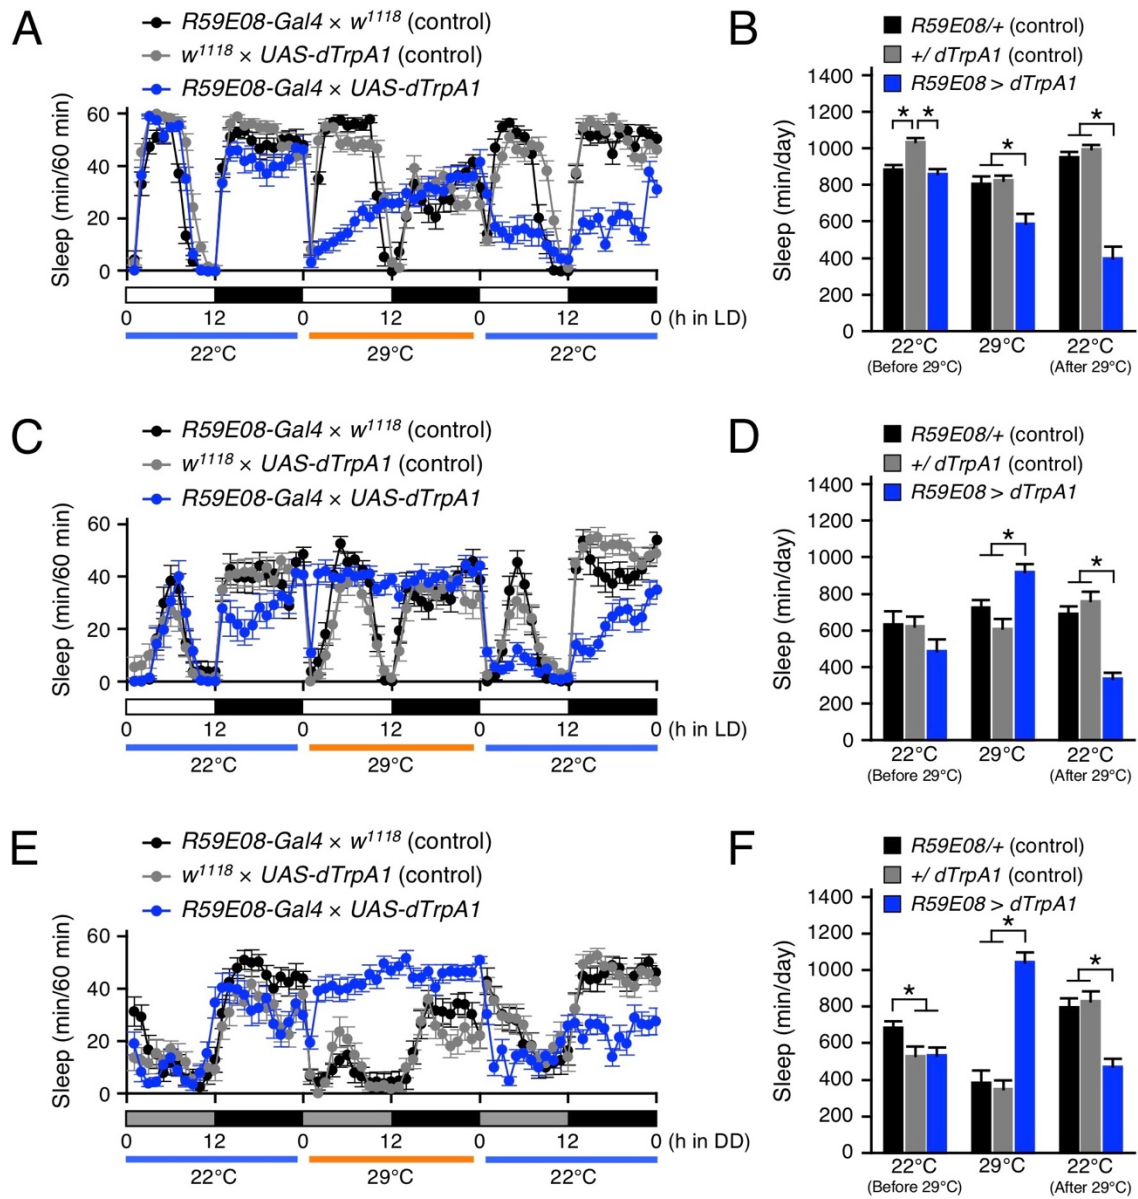 A
R59E08-Gal4 × w1118 (control)
w1118 × UAS-dTrpA1 (control)
R59E08-Gal4 × UAS-dTrpA1
Sleep (min/60 min)
60
40
20
0
0 12 0 12 0 12 0 (h in LD)
22°C 29°C 22°C
B
R59E08/+ (control)
+/ dTrpA1 (control)
R59E08 > dTrpA1
Sleep (min/day)
1400
1200
1000
800
600
400
200
0
* * * *
22°C 29°C 22°C
(Before 29°C) (After 29°C)
C
R59E08-Gal4 × w1118 (control)
w1118 × UAS-dTrpA1 (control)
R59E08-Gal4 × UAS-dTrpA1
Sleep (min/60 min)
60
40
20
0
0 12 0 12 0 12 0 (h in LD)
22°C 29°C 22°C
D
R59E08/+ (control)
+/ dTrpA1 (control)
R59E08 > dTrpA1
Sleep (min/day)
1400
1200
1000
800
600
400
200
0
* *
22°C 29°C 22°C
(Before 29°C) (After 29°C)
E
R59E08-Gal4 × w1118 (control)
w1118 × UAS-dTrpA1 (control)
R59E08-Gal4 × UAS-dTrpA1
Sleep (min/60 min)
60
40
20
0
0 12 0 12 0 12 0 (h in DD)
22°C 29°C 22°C
F
R59E08/+ (control)
+/ dTrpA1 (control)
R59E08 > dTrpA1
Sleep (min/day)
1400
1200
1000
800
600
400
200
0
* * *
22°C 29°C 22°C
(Before 29°C) (After 29°C)